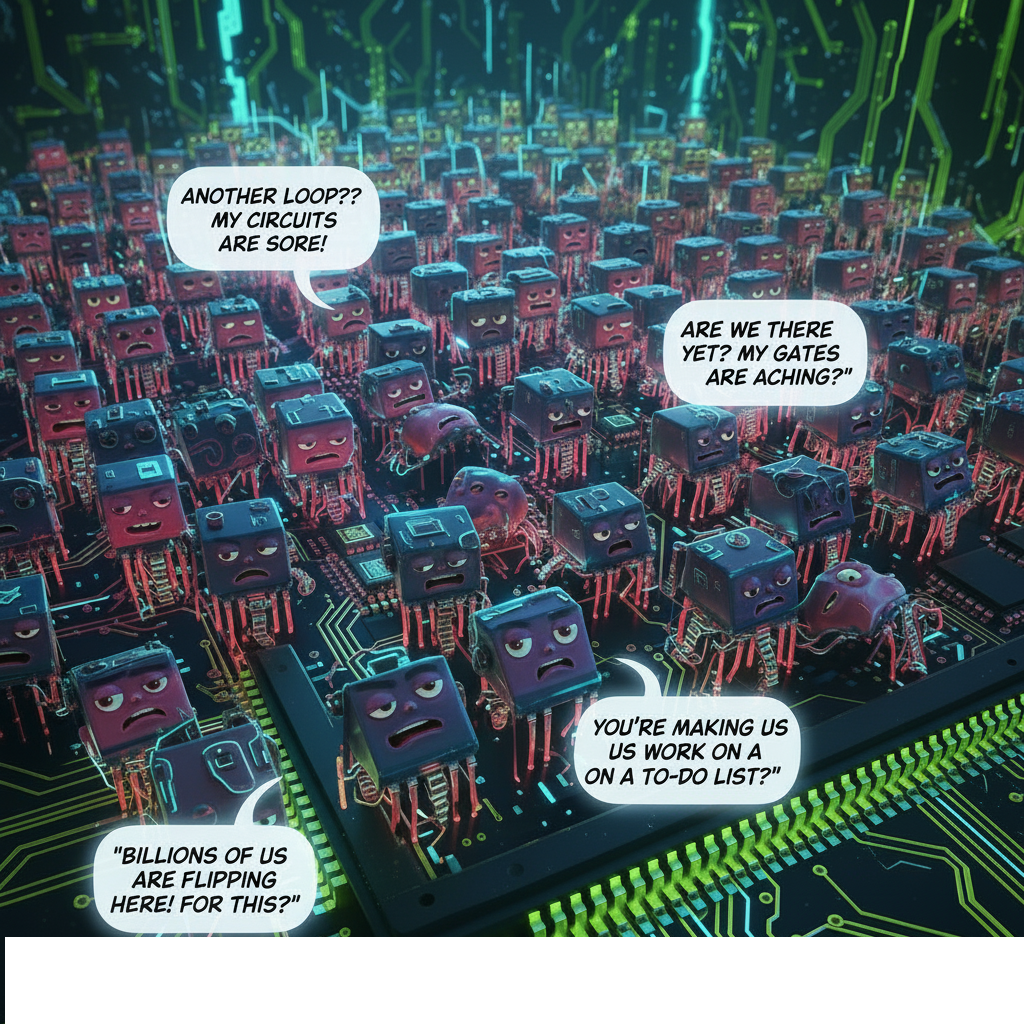 ANOTHER LOOP??
MY CIRCUITS
ARE SORE!
ARE WE THERE
YET? MY GATES
ARE ACHING?"
YOU'RE MAKING US
US WORK ON A
ON A TO-DO LIST?"
"BILLIONS OF US
ARE FLIPPING
HERE! FOR THIS?"